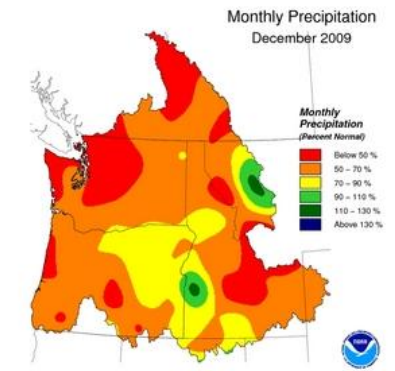 Monthly Precipitation
December 2009
Monthly
Precipitation
(Percent Normal)
Below 50 %
50 – 70 %
70 – 90 %
90 – 110 %
110 – 130 %
Above 130 %